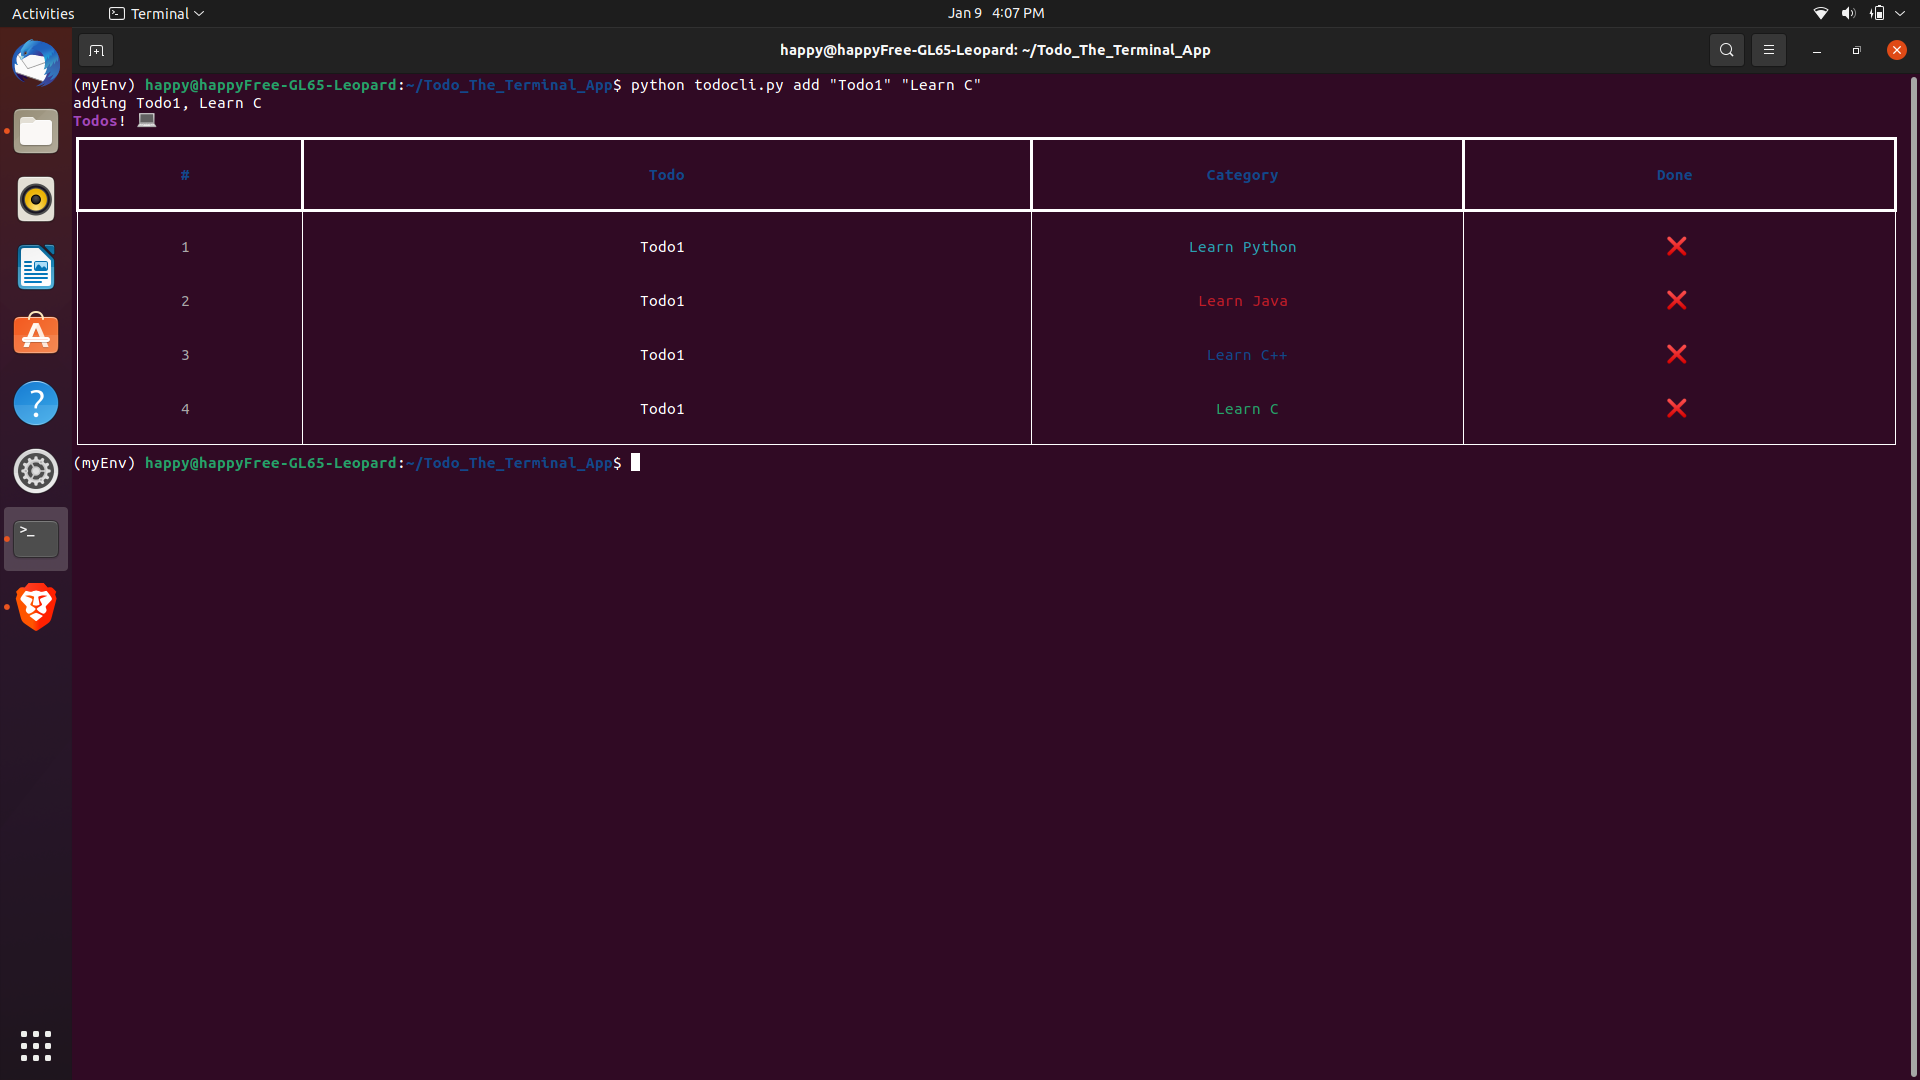 Activities Terminal Jan 9 4:07 PM
happy@happyFree-GL65-Leopard: ~/Todo_The_Terminal_App
(myEnv) happy@happyFree-GL65-Leopard:~/Todo_The_Terminal_App$ python todocli.py add "Todo1" "Learn C"
adding Todo1, Learn C
Todos! 💻
# Todo Category Done
1 Todo1 Learn Python ❌
2 Todo1 Learn Java ❌
3 Todo1 Learn C++ ❌
4 Todo1 Learn C ❌
(myEnv) happy@happyFree-GL65-Leopard:~/Todo_The_Terminal_App$